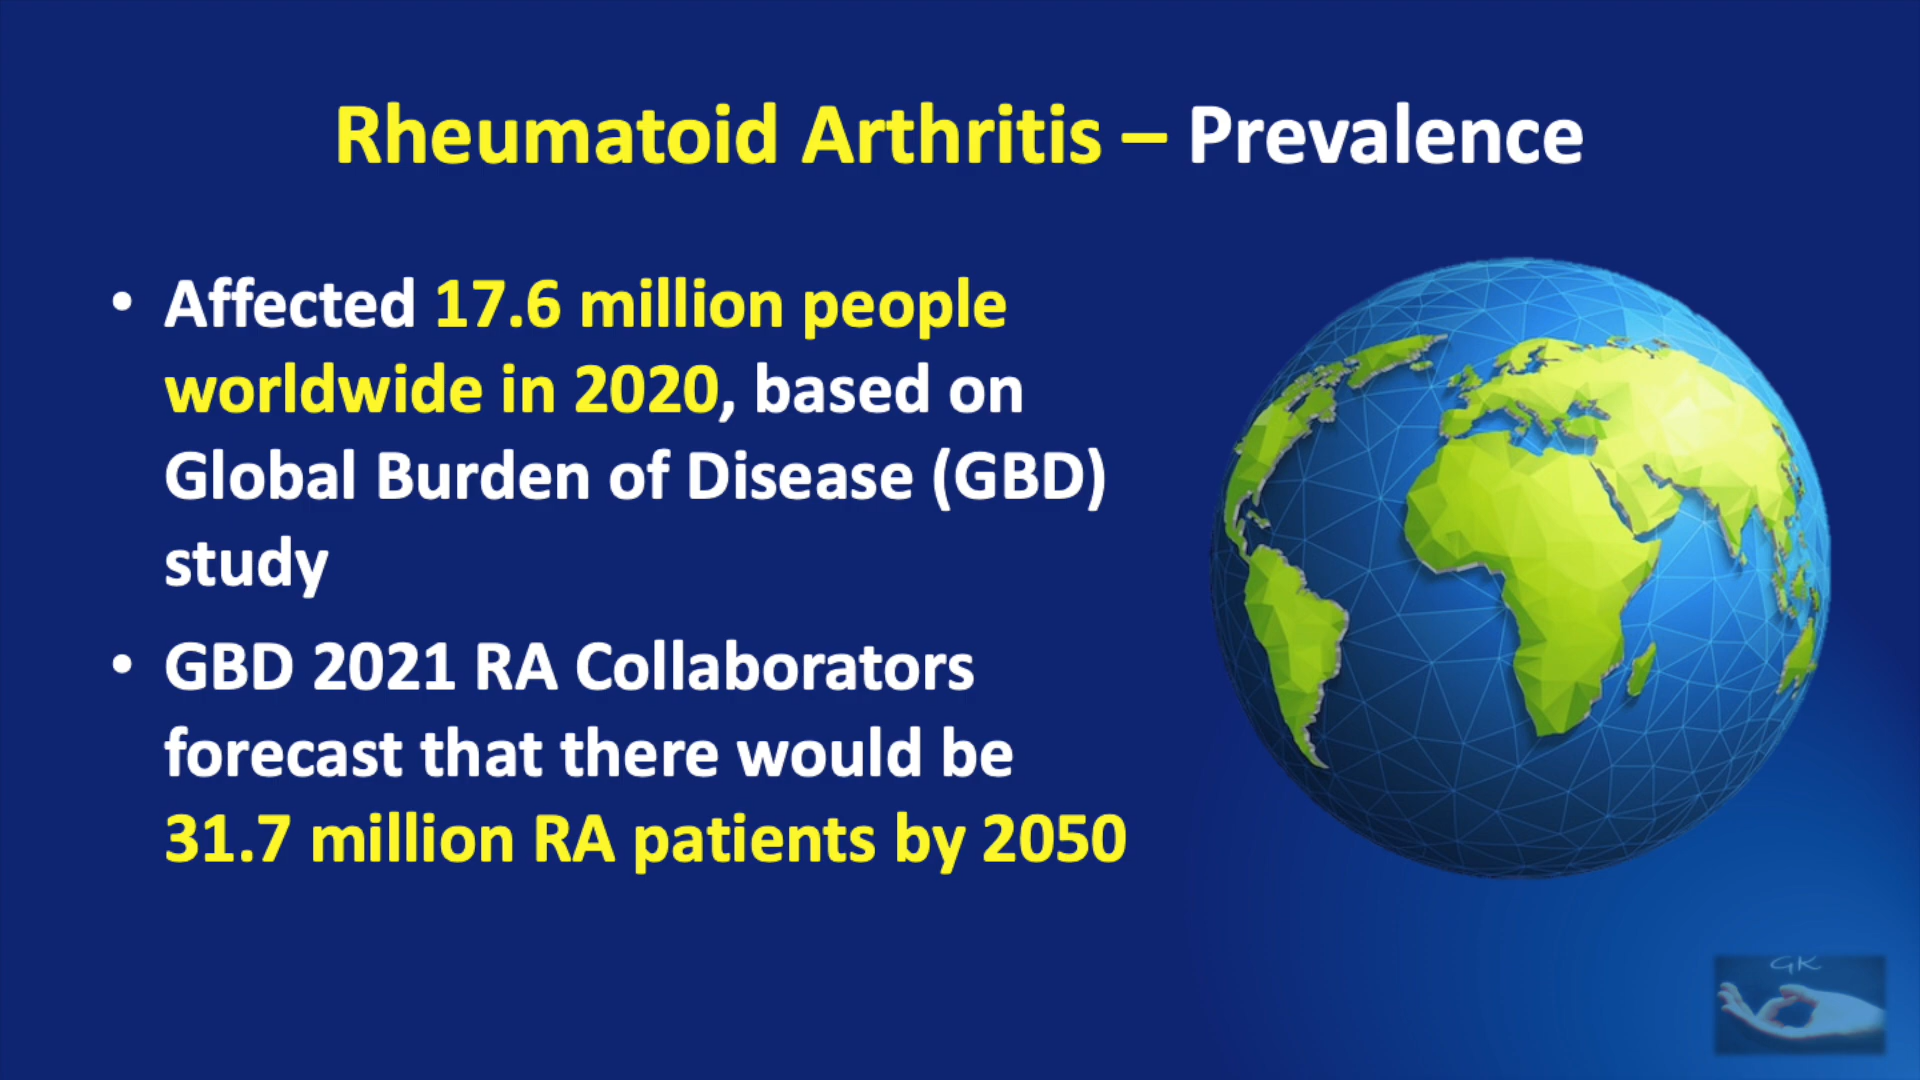 Rheumatoid Arthritis – Prevalence
• Affected 17.6 million people
worldwide in 2020, based on
Global Burden of Disease (GBD)
study
• GBD 2021 RA Collaborators
forecast that there would be
31.7 million RA patients by 2050
GK